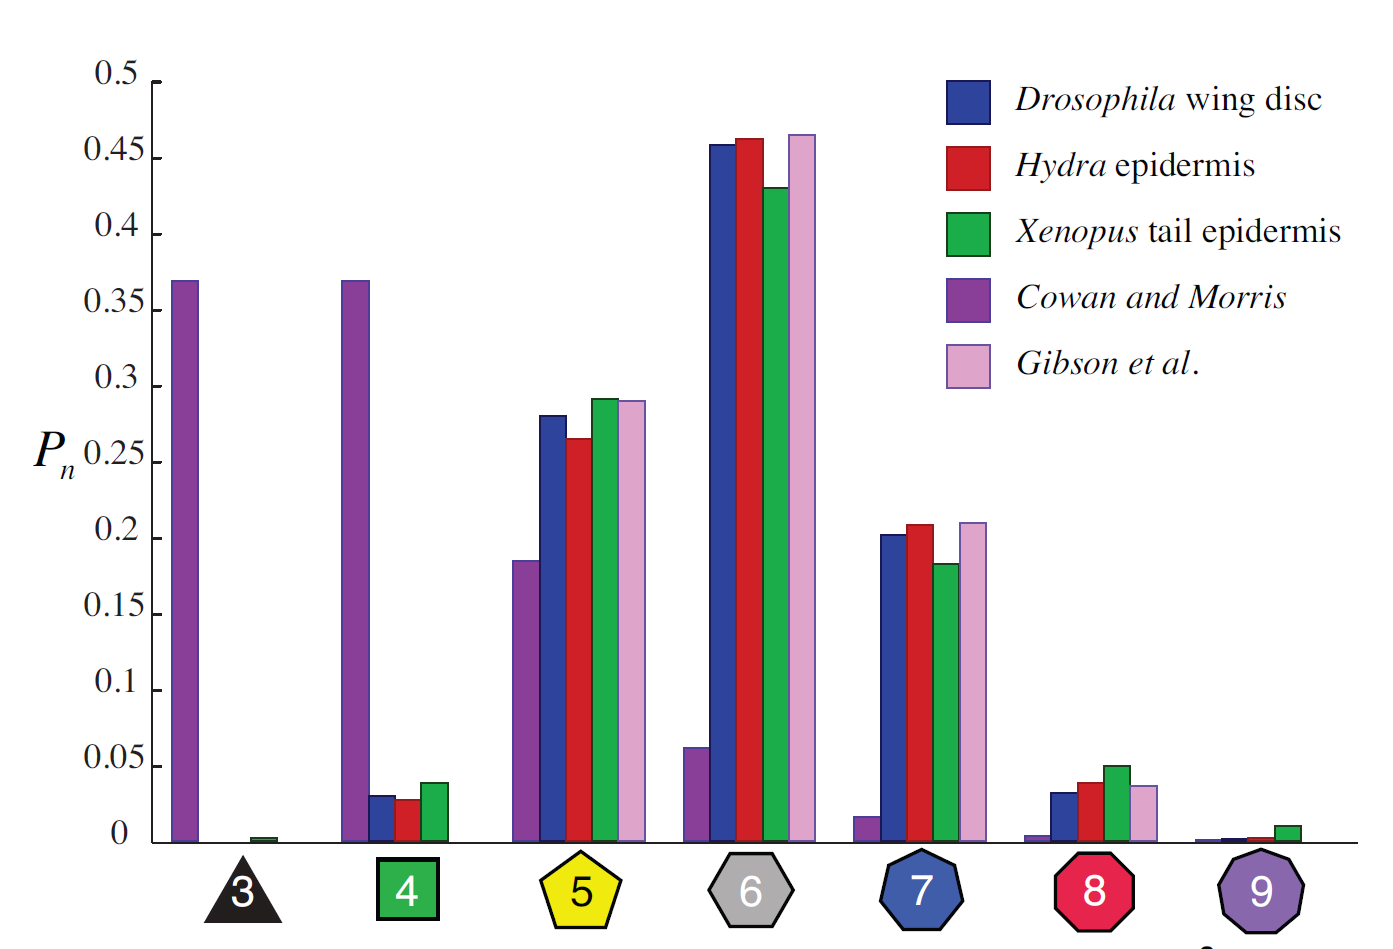 0.5
0.45
0.4
0.35
0.3
0.25
0.2
0.15
0.1
0.05
0
Pn
Drosophila wing disc
Hydra epidermis
Xenopus tail epidermis
Cowan and Morris
Gibson et al.
3 4 5 6 7 8 9